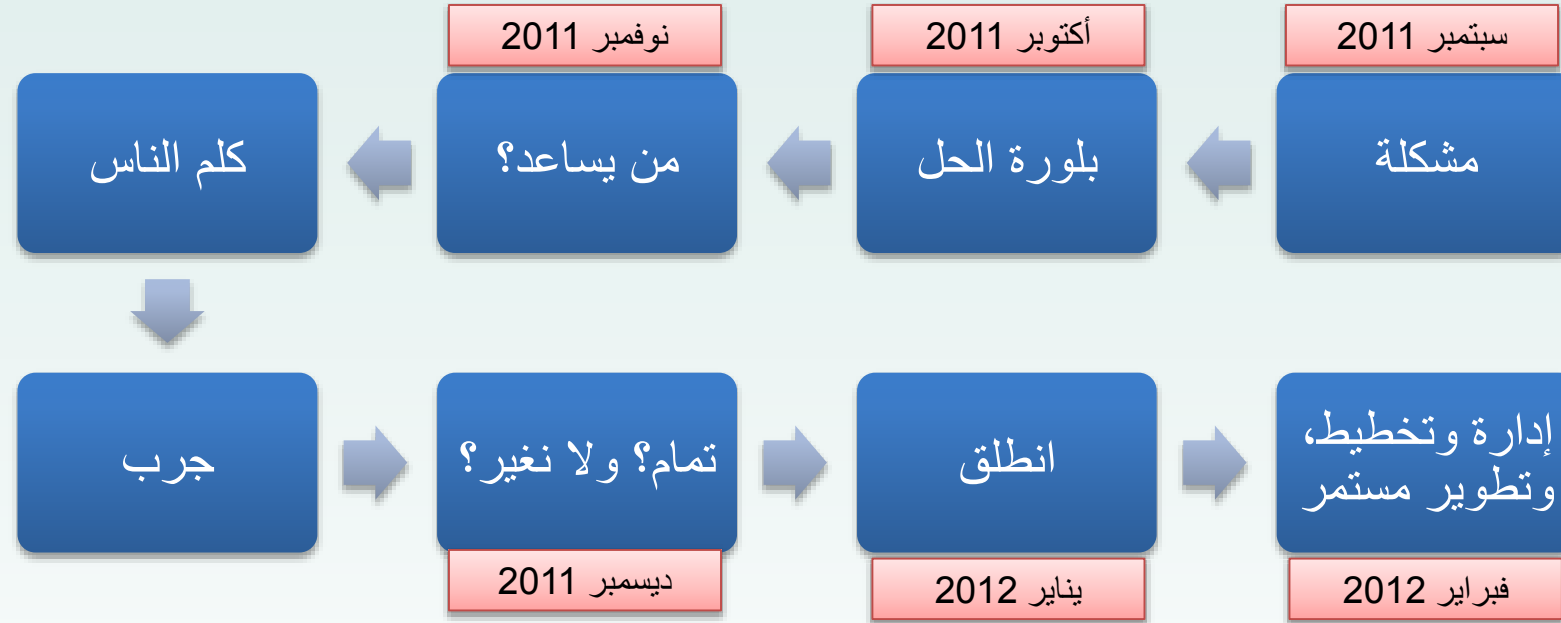 سبتمبر 2011
مشكلة
أكتوبر 2011
بلورة الحل
نوفمبر 2011
من يساعد؟
كلم الناس
جرب
تمام؟ ولا نغير؟
ديسمبر 2011
انطلق
يناير 2012
إدارة وتخطيط،
وتطوير مستمر
فبراير 2012